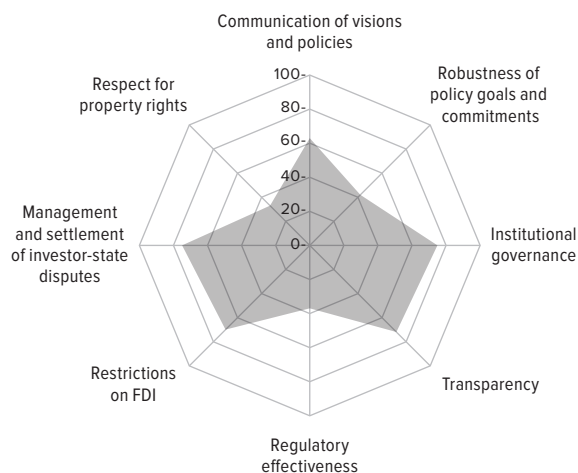 Communication of visions
and policies
Robustness of
policy goals and
commitments
Institutional
governance
Transparency
Regulatory
effectiveness
Restrictions
on FDI
Management
and settlement
of investor-state
disputes
Respect for
property rights
100-
80-
60-
40-
20-
0-